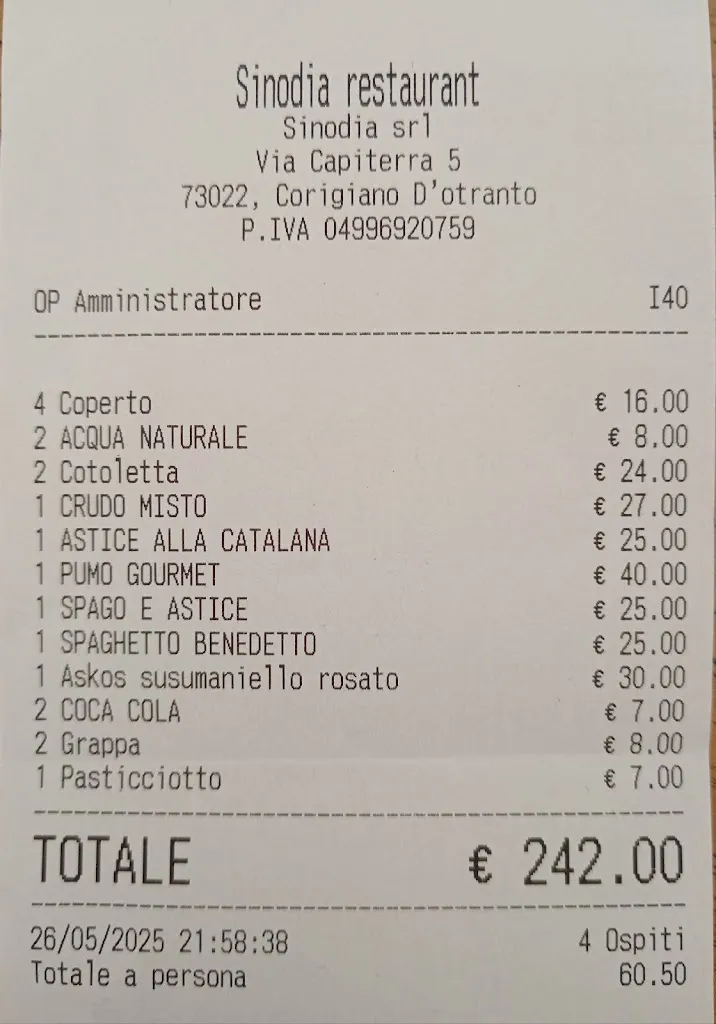 Sinodia restaurant
Sinodia srl
Via Capiterra 5
73022, Corigiano D'otranto
P.IVA 04996920759
OP Amministratore I40
4 Coperto € 16.00
2 ACQUA NATURALE € 8.00
2 Cotoletta € 24.00
1 CRUDO MISTO € 27.00
1 ASTICE ALLA CATALANA € 25.00
1 PUMO GOURMET € 40.00
1 SPAGO E ASTICE € 25.00
1 SPAGHETTO BENEDETTO € 25.00
1 Askos susumaniello rosato € 30.00
2 COCA COLA € 7.00
2 Grappa € 8.00
1 Pasticciotto € 7.00
TOTALE € 242.00
26/05/2025 21:58:38 4 Ospiti
Totale a persona 60.50